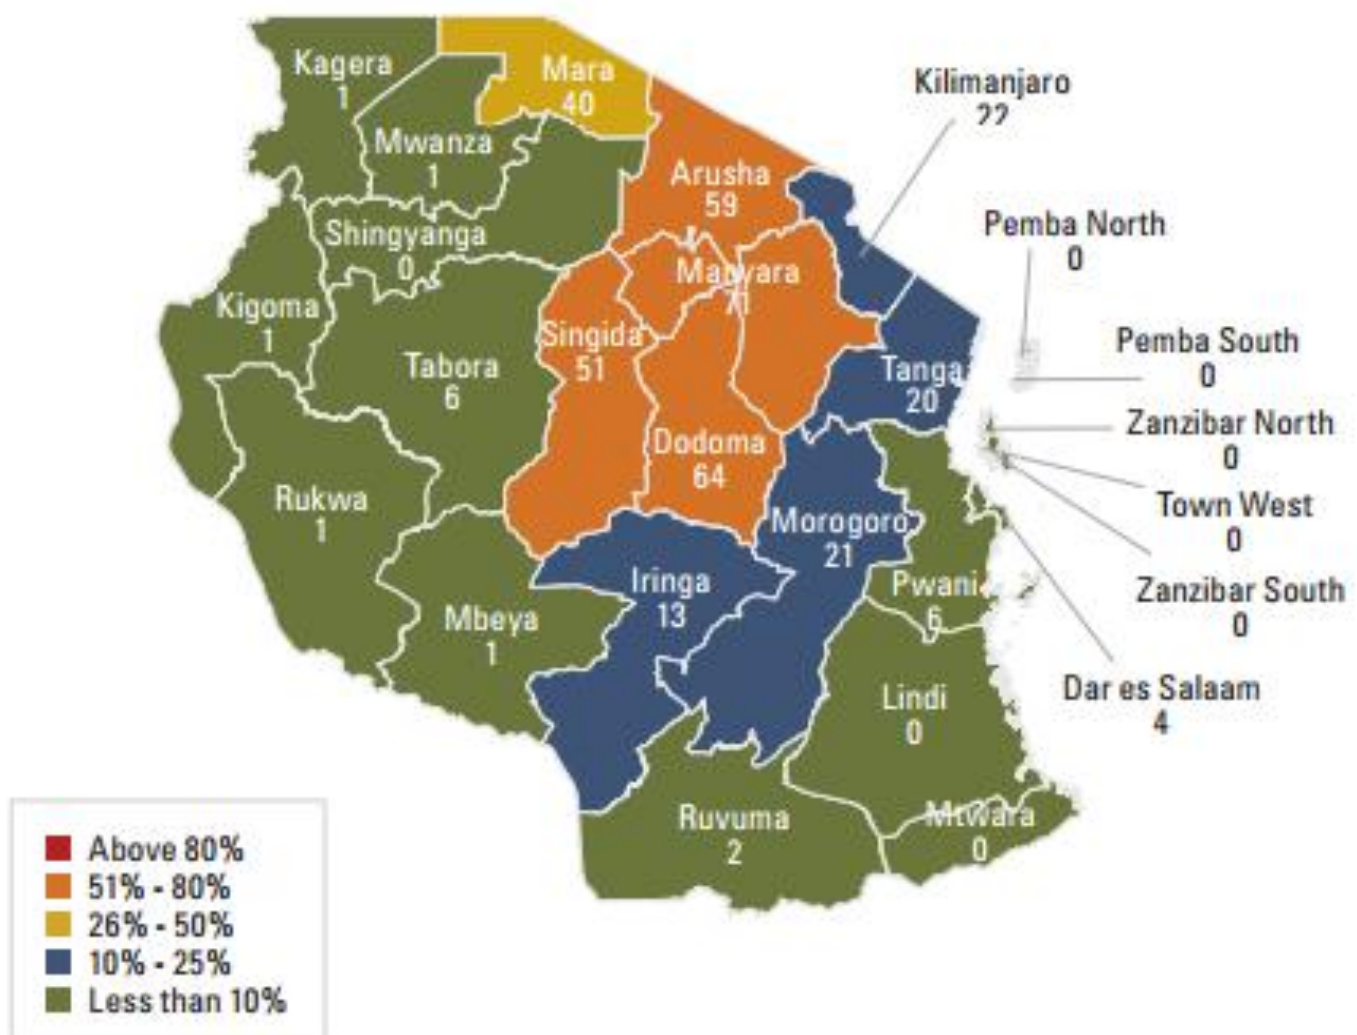 Kagera
1
Mara
40
Mwanza
1
Shingyanga
0
Kigoma
1
Tabora
6
Arusha
59
Manyara
71
Singida
51
Dodoma
64
Kilimanjaro
22
Pemba North
0
Pemba South
0
Tanga
20
Zanzibar North
0
Town West
0
Zanzibar South
0
Dar es Salaam
4
Rukwa
1
Mbeya
1
Iringa
13
Morogoro
21
Pwani
6
Lindi
0
Ruvuma
2
Mtwara
0
Above 80%
51% - 80%
26% - 50%
10% - 25%
Less than 10%